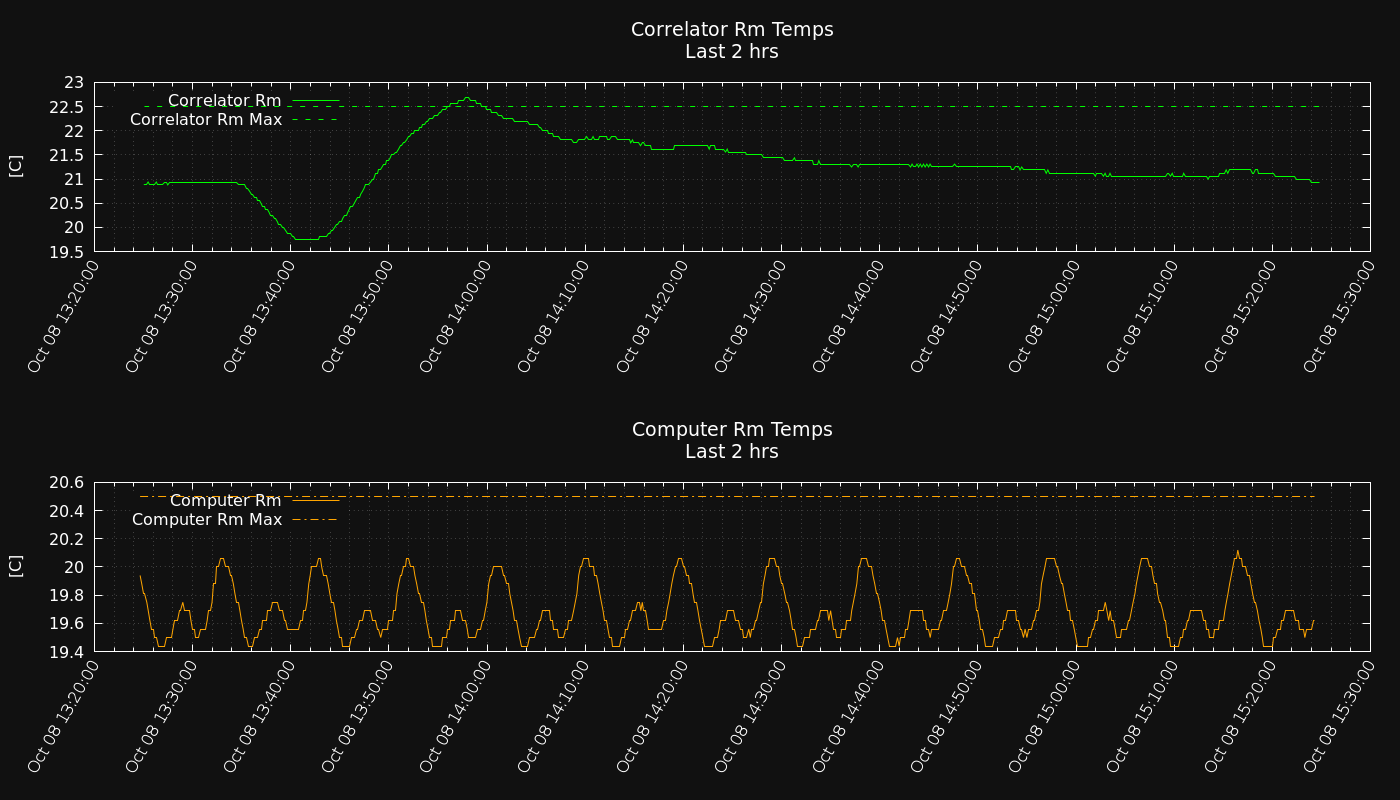 Correlator Rm Temps
Last 2 hrs
[C]
23
22.5
22
21.5
21
20.5
20
19.5
Correlator Rm
Correlator Rm Max
Oct 08 13:20:00
Oct 08 13:30:00
Oct 08 13:40:00
Oct 08 13:50:00
Oct 08 14:00:00
Oct 08 14:10:00
Oct 08 14:20:00
Oct 08 14:30:00
Oct 08 14:40:00
Oct 08 14:50:00
Oct 08 15:00:00
Oct 08 15:10:00
Oct 08 15:20:00
Oct 08 15:30:00
Computer Rm Temps
Last 2 hrs
[C]
20.6
20.4
20.2
20
19.8
19.6
19.4
Computer Rm
Computer Rm Max
Oct 08 13:20:00
Oct 08 13:30:00
Oct 08 13:40:00
Oct 08 13:50:00
Oct 08 14:00:00
Oct 08 14:10:00
Oct 08 14:20:00
Oct 08 14:30:00
Oct 08 14:40:00
Oct 08 14:50:00
Oct 08 15:00:00
Oct 08 15:10:00
Oct 08 15:20:00
Oct 08 15:30:00